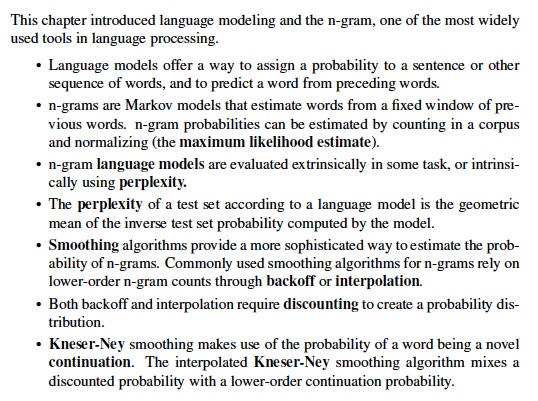 This chapter introduced language modeling and the n-gram, one of the most widely
used tools in language processing.
• Language models offer a way to assign a probability to a sentence or other
sequence of words, and to predict a word from preceding words.
• n-grams are Markov models that estimate words from a fixed window of pre-
vious words. n-gram probabilities can be estimated by counting in a corpus
and normalizing (the maximum likelihood estimate).
• n-gram language models are evaluated extrinsically in some task, or intrinsi-
cally using perplexity.
• The perplexity of a test set according to a language model is the geometric
mean of the inverse test set probability computed by the model.
• Smoothing algorithms provide a more sophisticated way to estimate the prob-
ability of n-grams. Commonly used smoothing algorithms for n-grams rely on
lower-order n-gram counts through backoff or interpolation.
• Both backoff and interpolation require discounting to create a probability dis-
tribution.
• Kneser-Ney smoothing makes use of the probability of a word being a novel
continuation. The interpolated Kneser-Ney smoothing algorithm mixes a
discounted probability with a lower-order continuation probability.